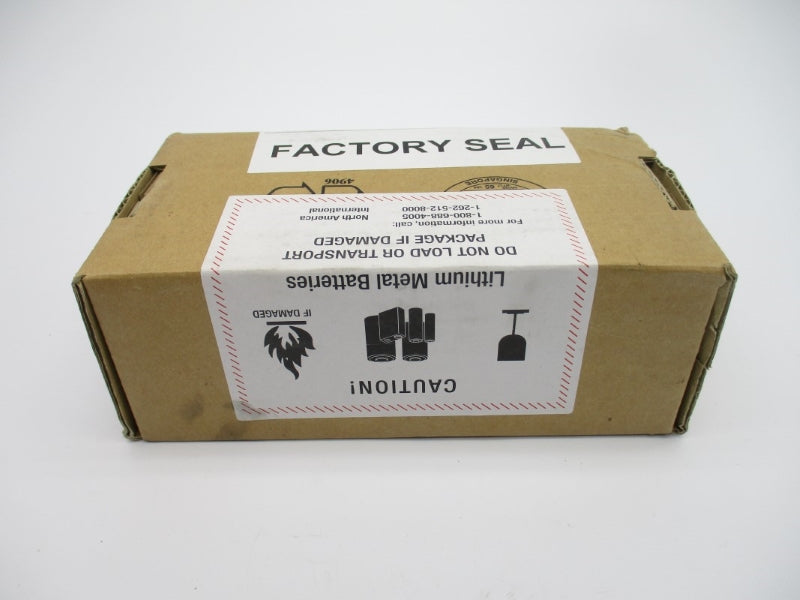 FACTORY SEAL
4906
SINGAPORE
CAUTION!
IF DAMAGED
Lithium Metal Batteries
DO NOT LOAD OR TRANSPORT
PACKAGE IF DAMAGED
For more information, call:
1-800-688-4005 North America
1-262-512-8000 International